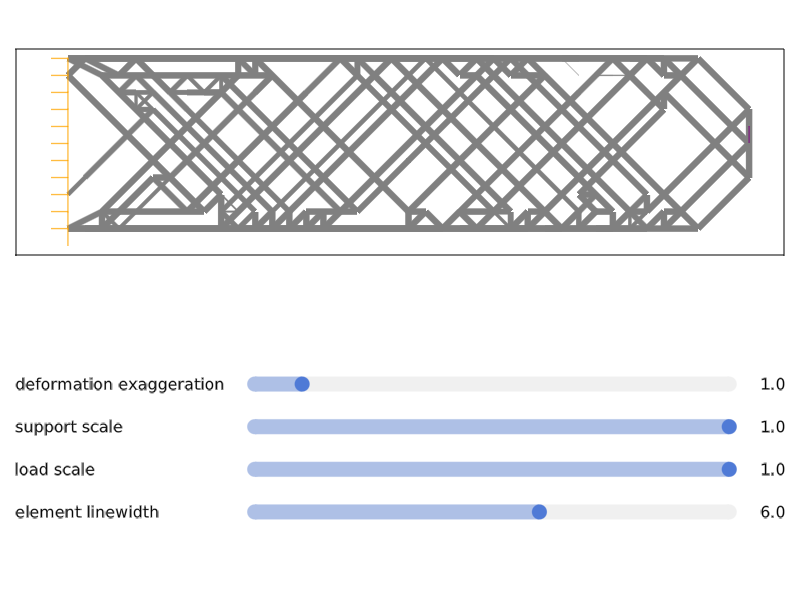 deformation exaggeration 1.0
support scale 1.0
load scale 1.0
element linewidth 6.0